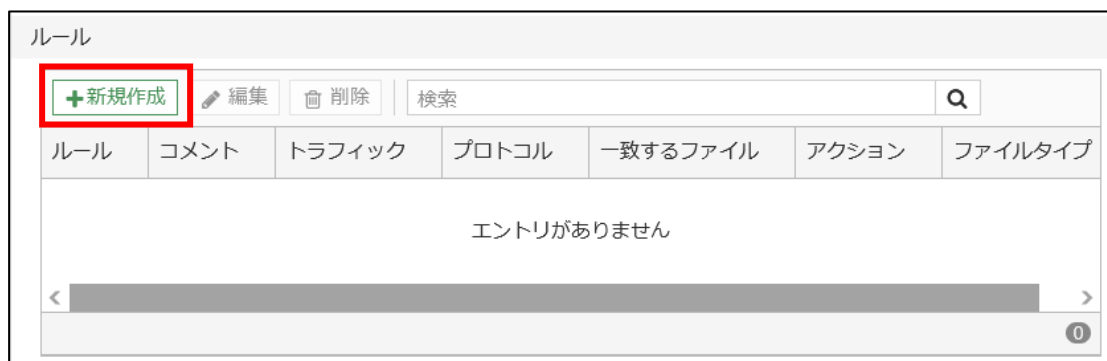 ルール
新規作成 編集 削除 検索
ルール コメント トラフィック プロトコル 一致するファイル アクション ファイルタイプ
エントリがありません
0